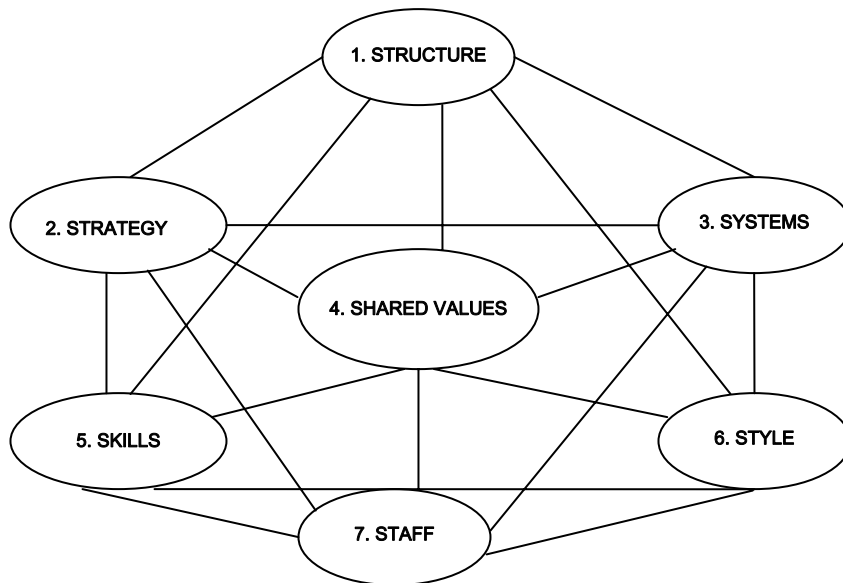 1. STRUCTURE
2. STRATEGY
3. SYSTEMS
4. SHARED VALUES
5. SKILLS
6. STYLE
7. STAFF